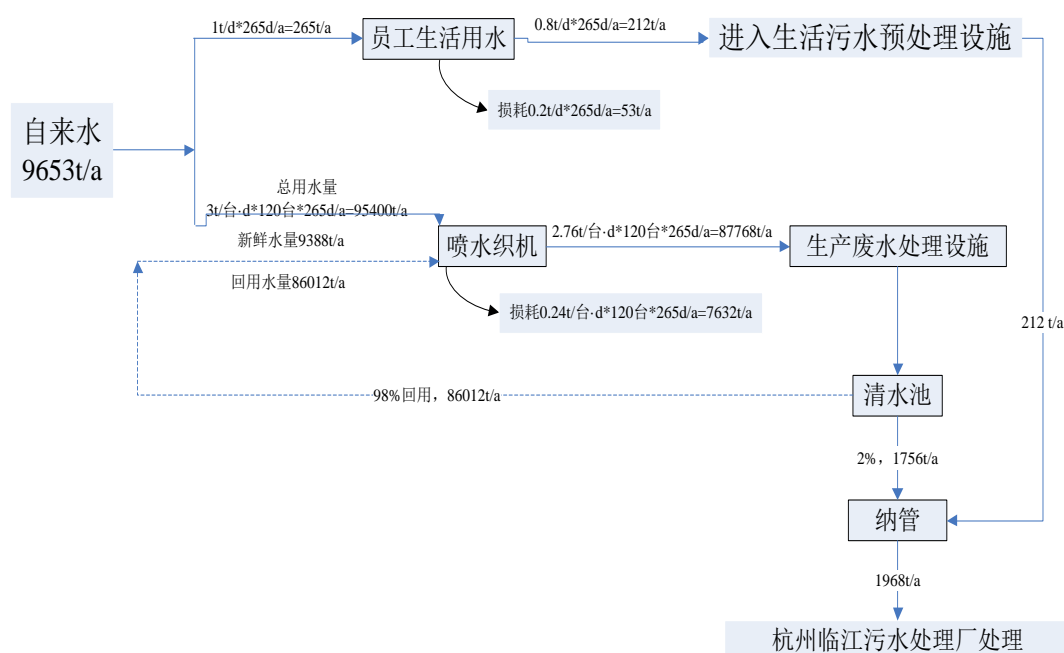 1t/d*265d/a=265t/a
员工生活用水
0.8t/d*265d/a=212t/a
进入生活污水预处理设施
损耗0.2t/d*265d/a=53t/a
自来水
9653t/a
总用水量
3t/台·d*120台*265d/a=95400t/a
新鲜水量9388t/a
回用水量86012t/a
喷水织机
2.76t/台·d*120台*265d/a=87768t/a
生产废水处理设施
损耗0.24t/台·d*120台*265d/a=7632t/a
212 t/a
98%回用，86012t/a
清水池
2%，1756t/a
纳管
1968t/a
杭州临江污水处理厂处理